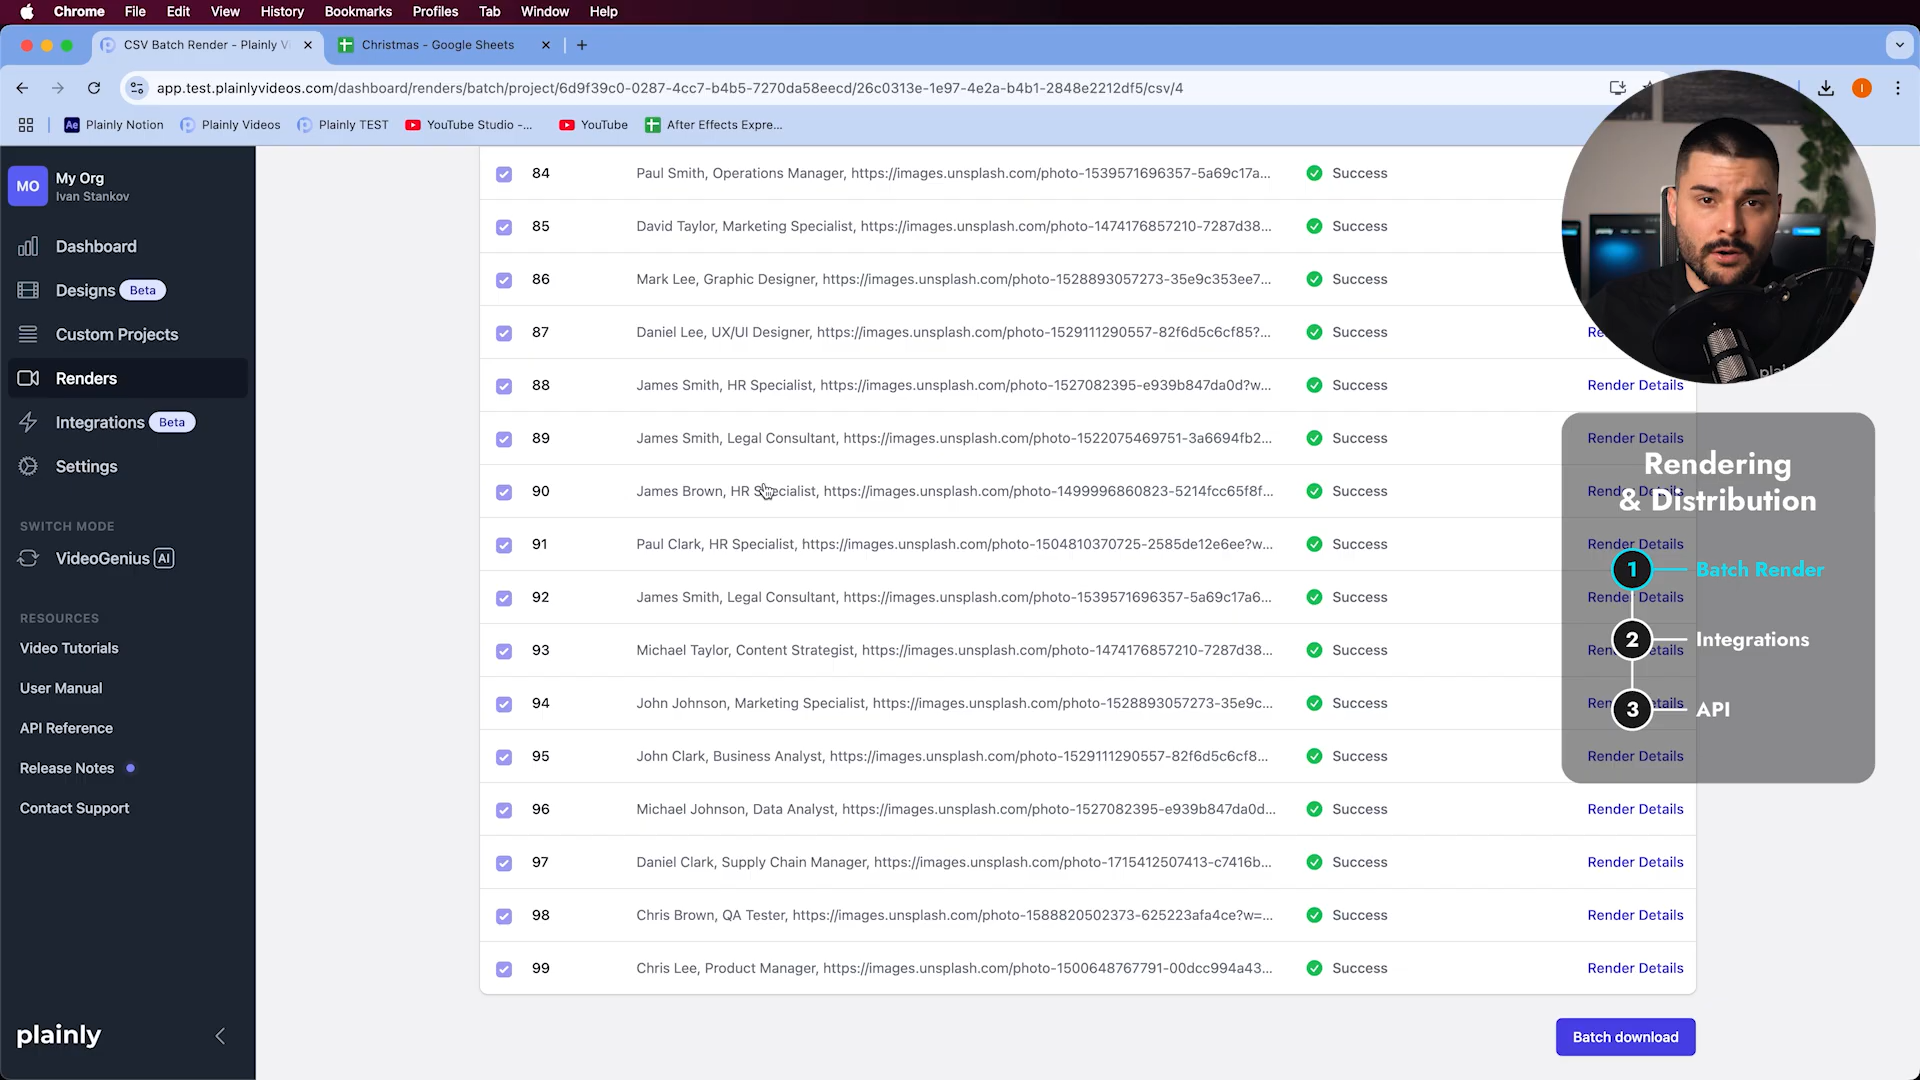 Chrome File Edit View History Bookmarks Profiles Tab Window Help
CSV Batch Render - Plainly Vi
Christmas - Google Sheets
app.test.plainlyvideos.com/dashboard/renders/batch/project/6d9f39c0-0287-4cc7-b4b5-7270da58eecd/26c0313e-1e97-4e2a-b4b1-2848e2212df5/csv/4
I
Ae Plainly Notion
Plainly Videos
Plainly TEST
YouTube Studio -...
YouTube
After Effects Expre...
MO
My Org
Ivan Stankov
Dashboard
Designs Beta
Custom Projects
Renders
Integrations Beta
Settings
SWITCH MODE
VideoGenius AI
RESOURCES
Video Tutorials
User Manual
API Reference
Release Notes
Contact Support
plainly
84 Paul Smith, Operations Manager, https://images.unsplash.com/photo-1539571696357-5a69c17a... Success
85 David Taylor, Marketing Specialist, https://images.unsplash.com/photo-1474176857210-7287d38... Success
86 Mark Lee, Graphic Designer, https://images.unsplash.com/photo-1528893057273-35e9c353ee7... Success
87 Daniel Lee, UX/UI Designer, https://images.unsplash.com/photo-1529111290557-82f6d5c6cf85?... Success Re
88 James Smith, HR Specialist, https://images.unsplash.com/photo-1527082395-e939b847da0d?w... Success Render Details
89 James Smith, Legal Consultant, https://images.unsplash.com/photo-1522075469751-3a6694fb2... Success Render Details
90 James Brown, HR Specialist, https://images.unsplash.com/photo-1499996860823-5214fcc65f8f... Success Render Details
91 Paul Clark, HR Specialist, https://images.unsplash.com/photo-1504810370725-2585de12e6ee?w... Success Render Details
92 James Smith, Legal Consultant, https://images.unsplash.com/photo-1539571696357-5a69c17a6... Success Render Details
93 Michael Taylor, Content Strategist, https://images.unsplash.com/photo-1474176857210-7287d38... Success Render Details
94 John Johnson, Marketing Specialist, https://images.unsplash.com/photo-1528893057273-35e9c... Success Render Details
95 John Clark, Business Analyst, https://images.unsplash.com/photo-1529111290557-82f6d5c6cf8... Success Render Details
96 Michael Johnson, Data Analyst, https://images.unsplash.com/photo-1527082395-e939b847da0d... Success Render Details
97 Daniel Clark, Supply Chain Manager, https://images.unsplash.com/photo-1715412507413-c7416b... Success Render Details
98 Chris Brown, QA Tester, https://images.unsplash.com/photo-1588820502373-625223afa4ce?w=... Success Render Details
99 Chris Lee, Product Manager, https://images.unsplash.com/photo-1500648767791-00dcc994a43... Success Render Details
Batch download
Rendering
& Distribution
1 Batch Render
2 Integrations
3 API